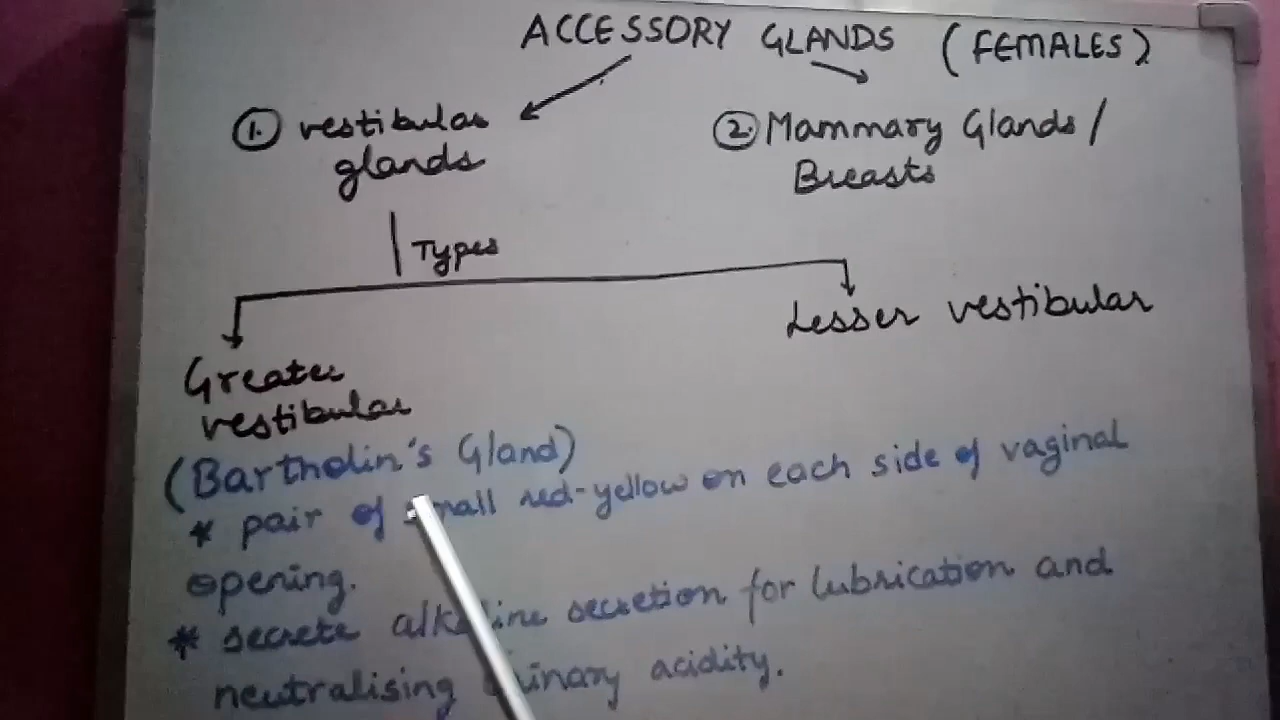 ACCESSORY GLANDS (FEMALES)
1. vestibular glands
2. Mammary Glands/ Breasts
Types
Greater vestibular
Lesser vestibular
(Bartholin's Gland)
* pair of small red-yellow on each side of vaginal
opening.
* secrete alkaline secretion for lubrication and
neutralising urinary acidity.